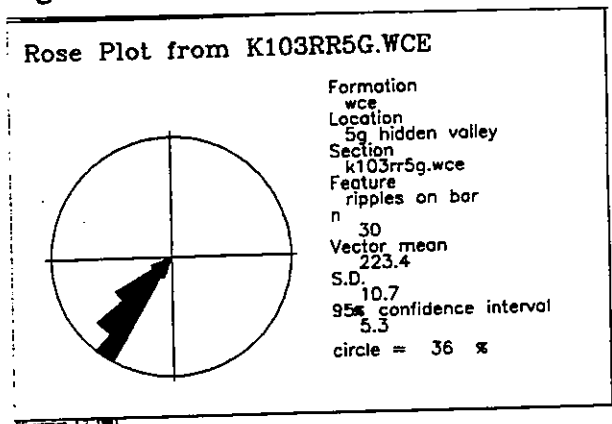 Rose Plot from K103RR5G.WCE
Formation
wce
Location
5g hidden valley
Section
k103rr5g.wce
Feature
ripples on bar
n
30
Vector mean
223.4
S.D.
10.7
95% confidence interval
5.3
circle = 36 %